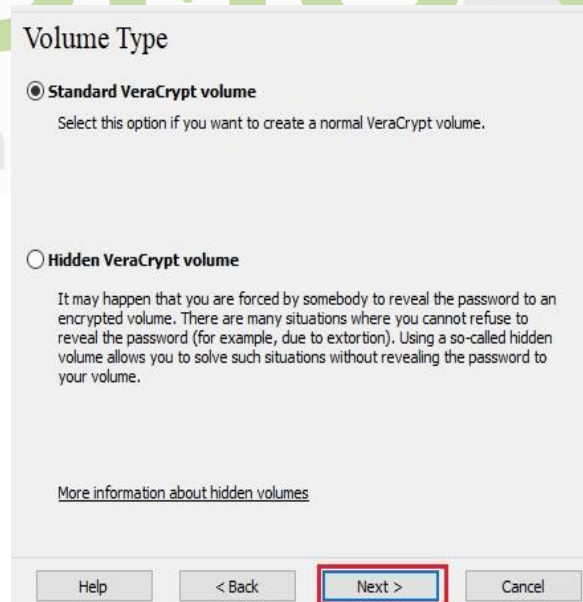 Volume Type
Standard VeraCrypt volume
Select this option if you want to create a normal VeraCrypt volume.
Hidden VeraCrypt volume
It may happen that you are forced by somebody to reveal the password to an
encrypted volume. There are many situations where you cannot refuse to
reveal the password (for example, due to extortion). Using a so-called hidden
volume allows you to solve such situations without revealing the password to
your volume.
More information about hidden volumes
Help < Back Next > Cancel